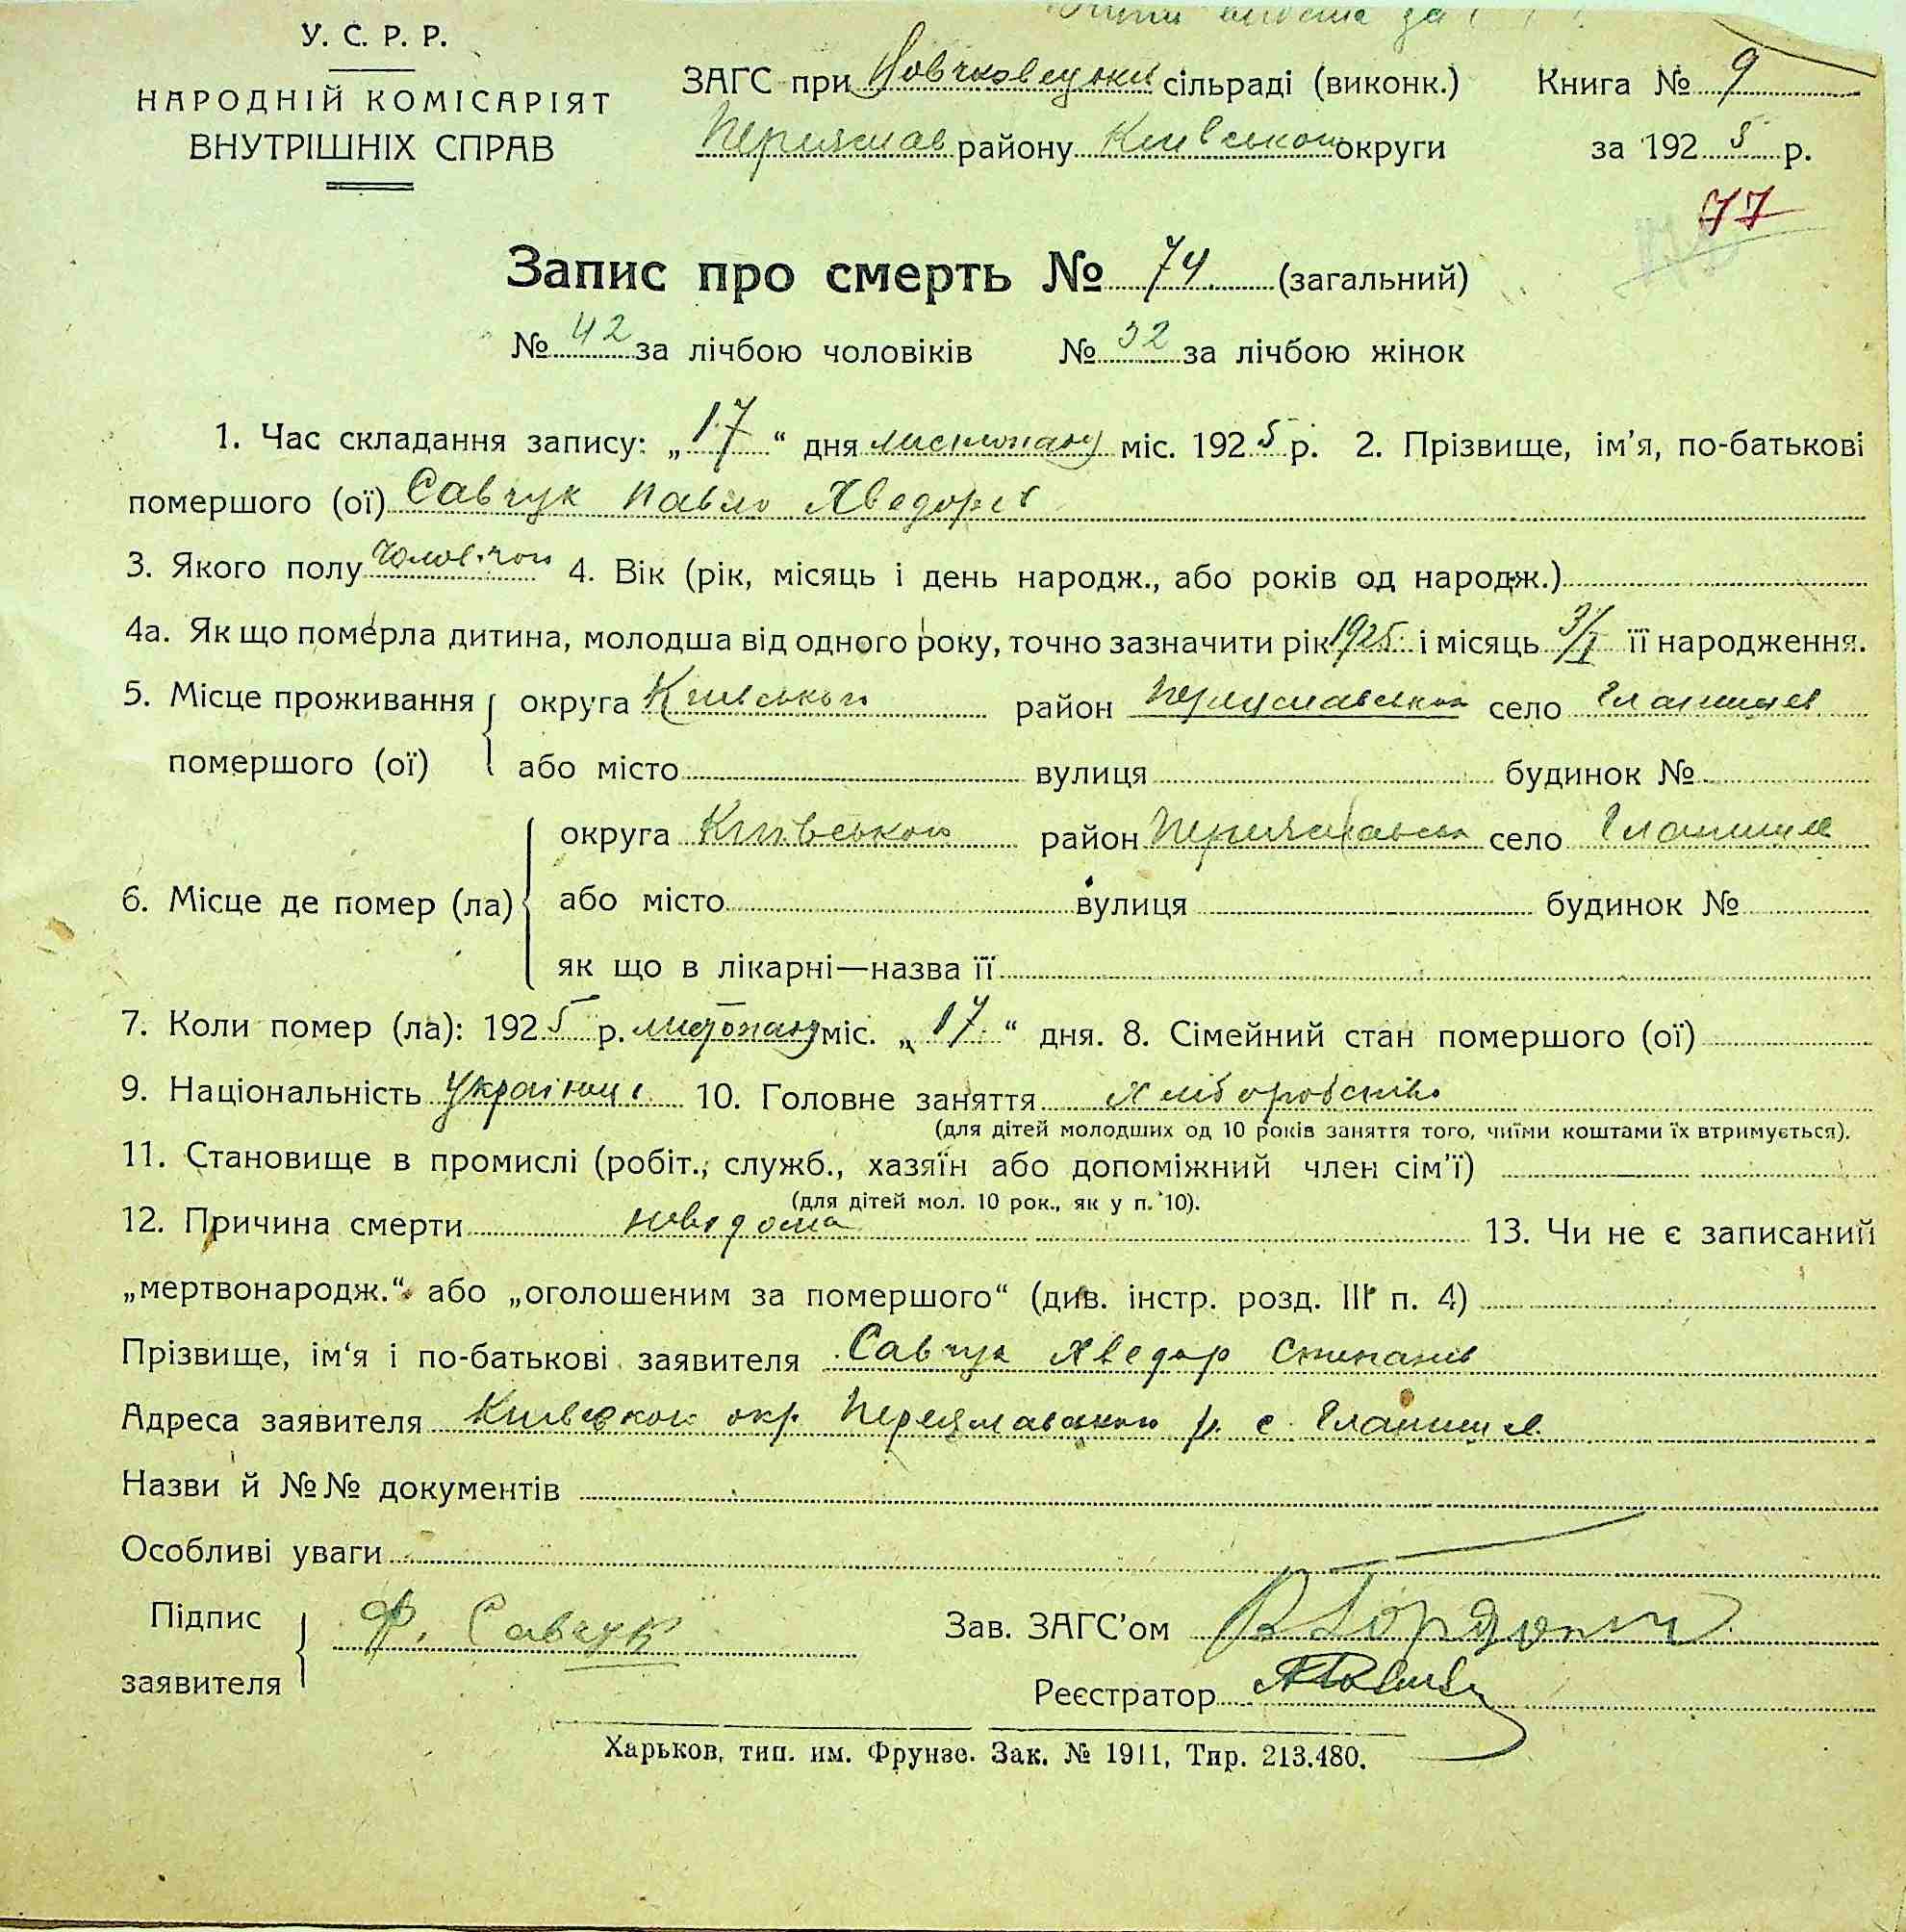 У. С. Р. Р.
НАРОДНІЙ КОМІСАРІЯТ
ВНУТРІШНІХ СПРАВ
ЗАГС при сільраді (виконк.) Книга № 9
Переяслав району Київської округи за 1925 р.
77
Запис про смерть № 74. (загальний)
№ 42 за лічбою чоловіків № 32 за лічбою жінок
1. Час складання запису: „17“ дня листопаду міс. 1925 р. 2. Прізвище, ім’я, по-батькові
помершого (ої) Савчук Павло Хведорів
3. Якого полу чоловічого 4. Вік (рік, місяць і день народж., або років од народж.)
4а. Як що померла дитина, молодша від одного року, точно зазначити рік 1925 і місяць 3/I її народження.
5. Місце проживання округа Київського район Переяславської село
помершого (ої) або місто вулиця будинок №
округа Київської район Переяславськ село
6. Місце де помер (ла) або місто вулиця будинок №
як що в лікарні—назва її
7. Коли помер (ла): 1925 р. листопаду міс. „17“ дня. 8. Сімейний стан помершого (ої)
9. Національність 10. Головне заняття хліборобство
(для дітей молодших од 10 років заняття того, чиїми коштами їх втримується).
11. Становище в промислі (робіт., служб., хазяїн або допоміжний член сім’ї)
(для дітей мол. 10 рок., як у п. 10).
12. Причина смерти невідома 13. Чи не є записаний
„мертвонародж.“ або „оголошеним за помершого“ (див. інстр. розд. III п. 4)
Прізвище, ім‘я і по-батькові заявителя Савчук Хведор Степанів
Адреса заявителя Київської окр. Переяславського р. с.
Назви й №№ документів
Особливі уваги
Підпис Ф. Савчук Зав. ЗАГС’ом
заявителя Реєстратор
Харьков, тип. им. Фрунзе. Зак. № 1911, Тир. 213.480.